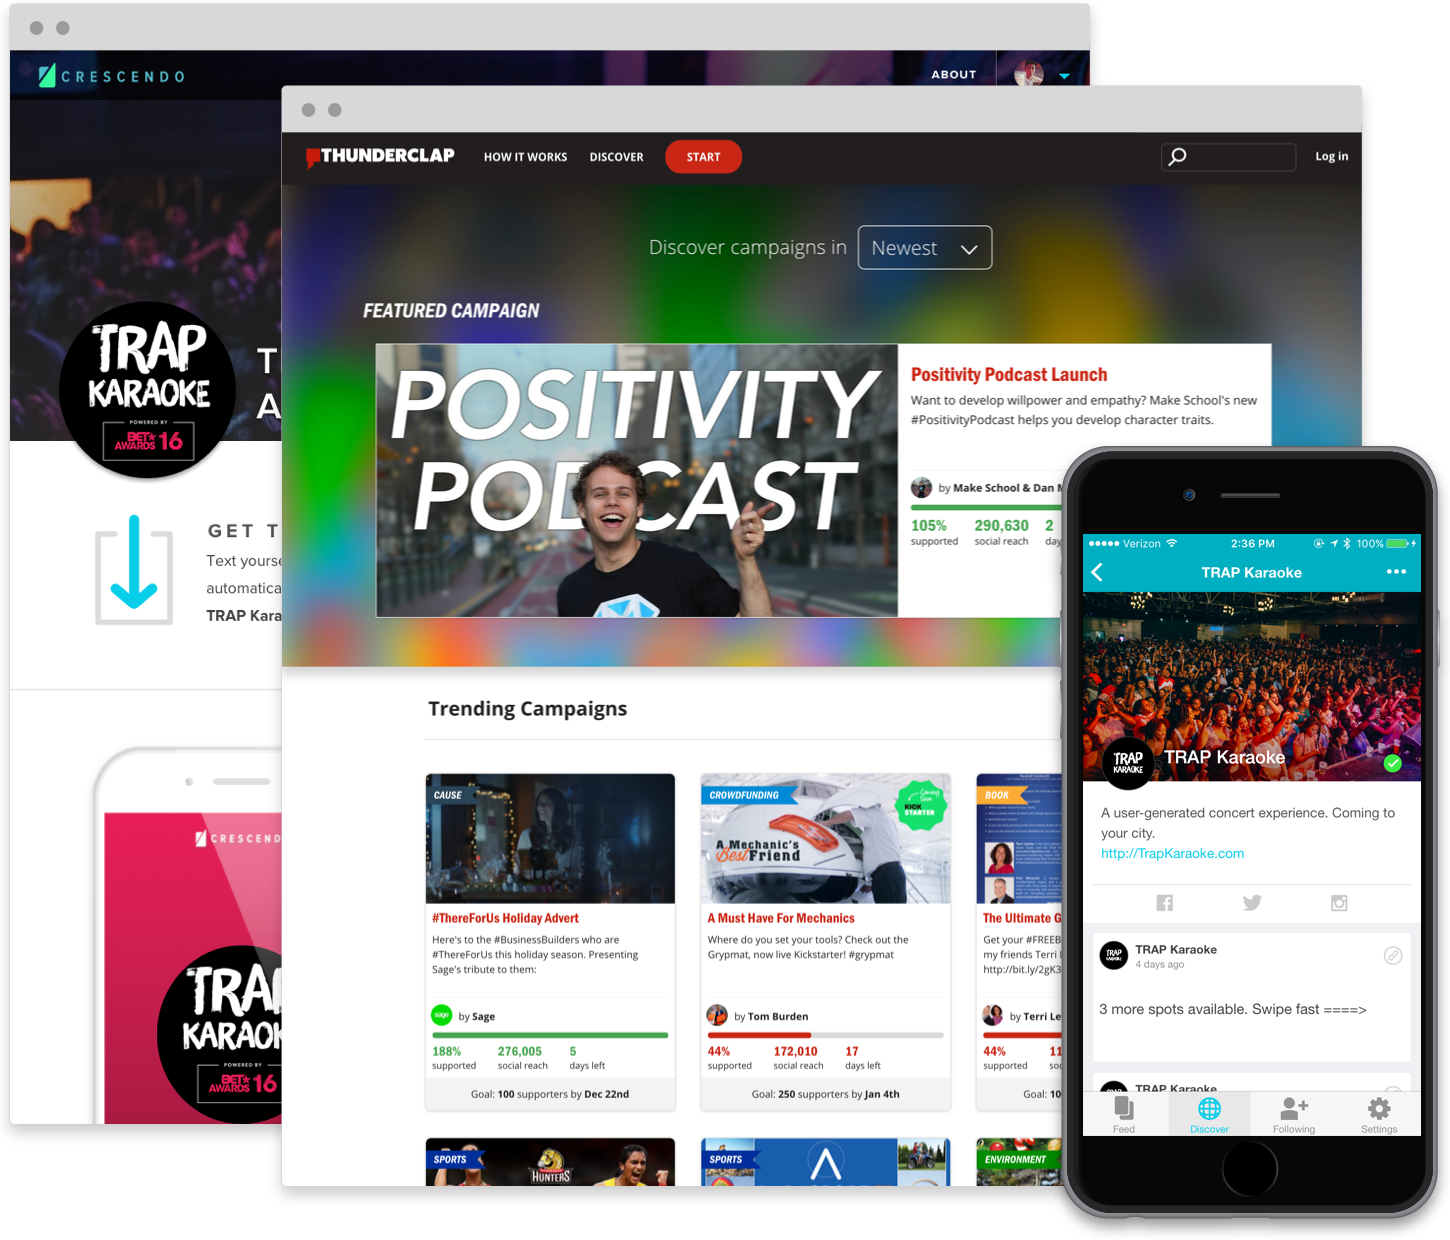 CRESCENDO
ABOUT
TRAP
KARAOKE
POWERED BY
BET★
AWARDS 16
T
A
GET T
Text yourse
automatica
TRAP Kara
CRESCEND
TRA
KARAO
POWERED BY
BET★
AWARDS 16
THUNDERCLAP
HOW IT WORKS
DISCOVER
START
Log in
Discover campaigns in
Newest
FEATURED CAMPAIGN
POSITIVITY
PODCAST
Positivity Podcast Launch
Want to develop willpower and empathy? Make School's new
#PositivityPodcast helps you develop character traits.
by Make School & Dan M
105% 290,630 2
supported social reach day
Trending Campaigns
CAUSE
#ThereForUs Holiday Advert
Here's to the #BusinessBuilders who are
#ThereForUs this holiday season. Presenting
Sage's tribute to them:
sage
by Sage
188% 276,005 5
supported social reach days left
Goal: 100 supporters by Dec 22nd
CROWDFUNDING
Coming
Soon
KICK
STARTER
A Mechanic's
Best Friend
A Must Have For Mechanics
Where do you set your tools? Check out the
Grypmat, now live Kickstarter! #grypmat
by Tom Burden
44% 172,010 17
supported social reach days left
Goal: 250 supporters by Jan 4th
BOOK
The Ultimate G
Get your #FREEB
my friends Terri
http://bit.ly/2gK3
by Terri Le
44% 11
supported soc
Goal: 10
SPORTS
HUNTERS
SPORTS
ENVIRONMENT
Verizon 2:36 PM 100%
TRAP Karaoke
TRAP
KARAOKE
TRAP Karaoke
A user-generated concert experience. Coming to
your city.
http://TrapKaraoke.com
TRAP
KARAOKE
TRAP Karaoke
4 days ago
3 more spots available. Swipe fast ====>
TRAP
TRAP Karaoke
Feed
Discover
Following
Settings